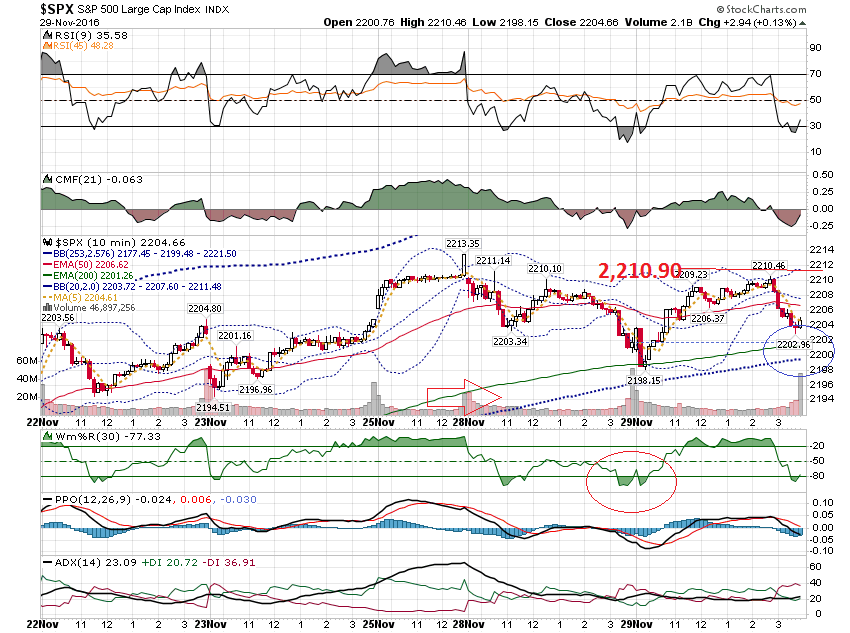 $SPX S&P 500 Large Cap Index INDX © StockCharts.com
29-Nov-2016 Open 2200.76 High 2210.46 Low 2198.15 Close 2204.66 Volume 2.1B Chg +2.94 (+0.13%)
RSI(9) 35.58
RSI(45) 48.28
90
70
50
30
10
CMF(21) -0.063
0.50
0.25
0.00
-0.25
$SPX (10 min) 2204.66
BB(253,2.576) 2177.45 - 2199.48 - 2221.50
EMA(50) 2206.62
EMA(200) 2201.26
BB(20,2.0) 2203.72 - 2207.60 - 2211.48
MA(5) 2204.61
Volume 46,897,256
2213.35
2211.14
2210.10
2,210.90
2209.23
2210.46
2203.56
2204.80
2201.16
2194.51
2196.96
2203.34
2198.15
2206.37
2202.96
2214
2212
2210
2208
2206
2204
2202
2200
2198
2196
2194
60M
40M
20M
22Nov 11 12 1 2 3 23Nov 11 12 1 2 3 25Nov 11 12 28Nov 11 12 1 2 3 29Nov 11 12 1 2 3
Wm%R(30) -77.33
-20
-50
-80
PPO(12,26,9) -0.024, 0.006, -0.030
0.10
0.05
0.00
-0.05
-0.10
ADX(14) 23.09 +DI 20.72 -DI 36.91
60
40
20
0
22Nov 11 12 1 2 3 23Nov 11 12 1 2 3 25Nov 11 12 28Nov 11 12 1 2 3 29Nov 11 12 1 2 3